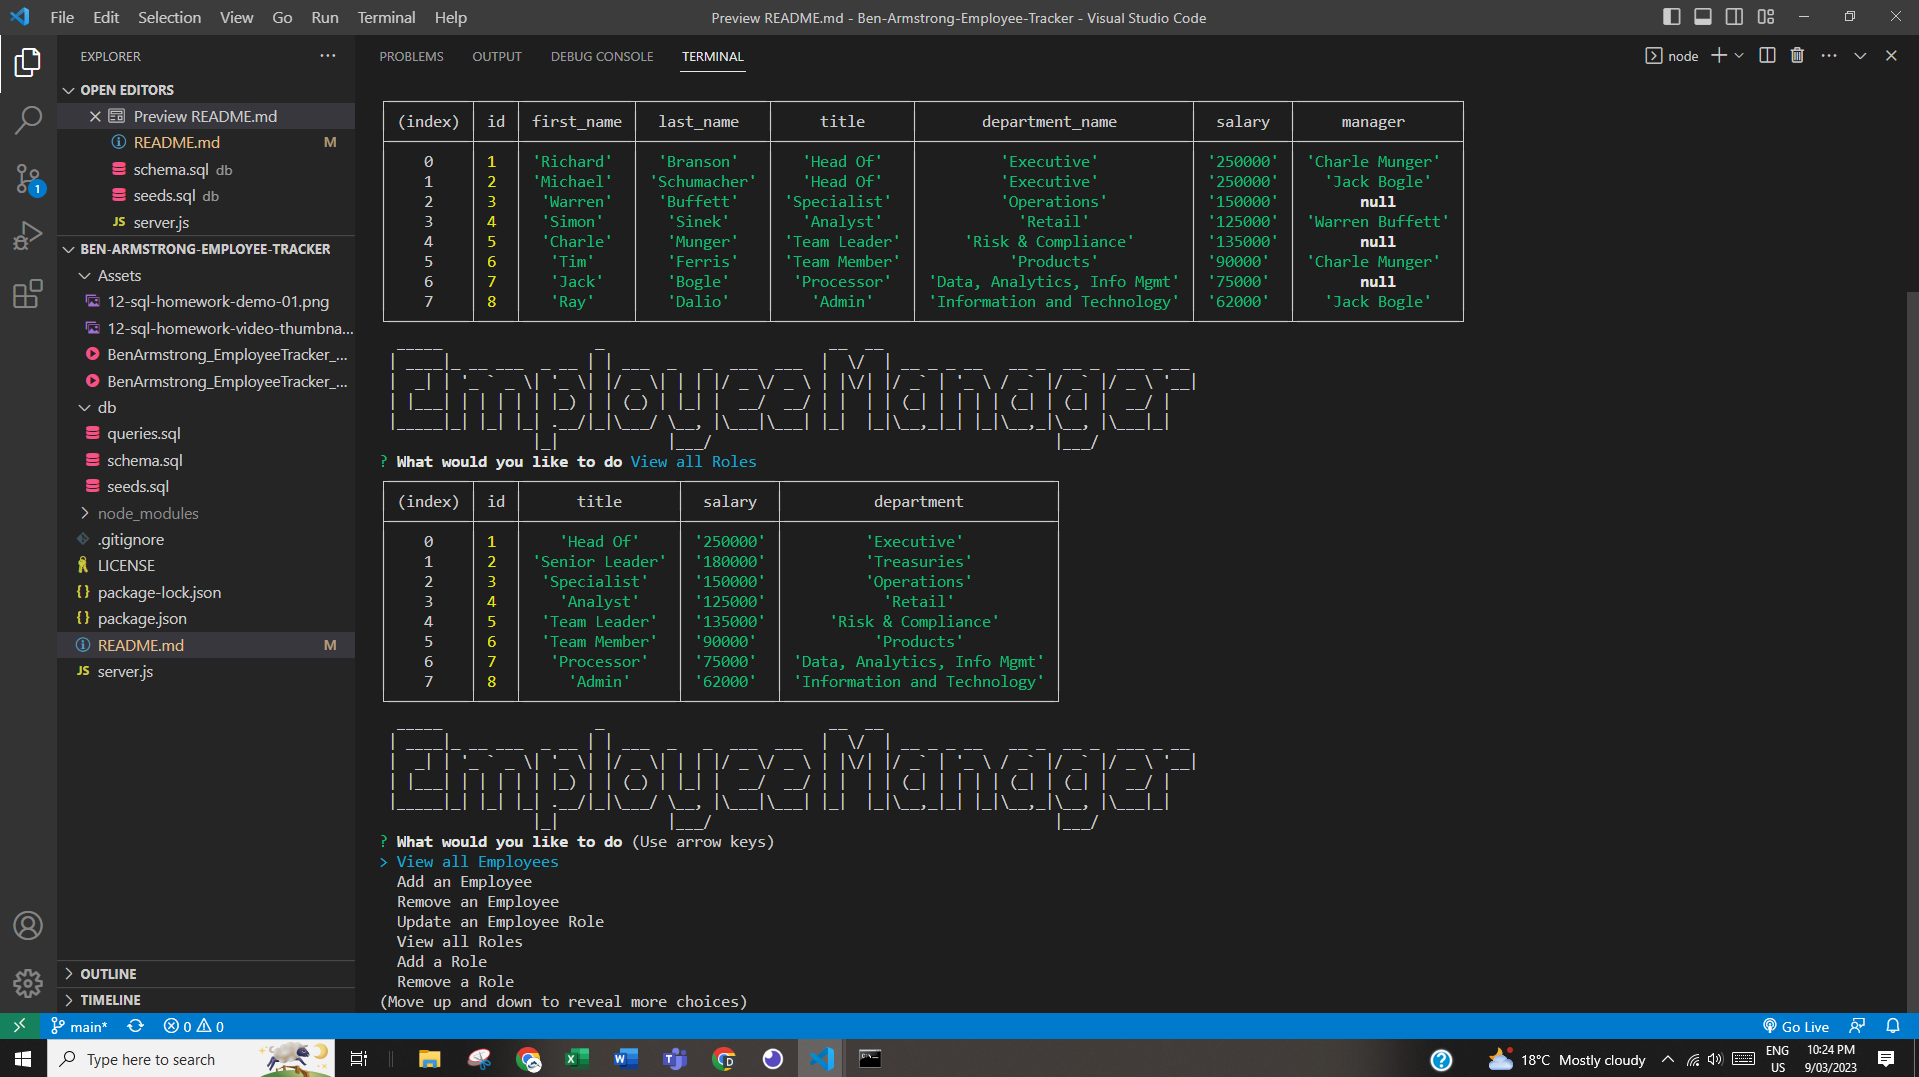 File Edit Selection View Go Run Terminal Help
Preview README.md - Ben-Armstrong-Employee-Tracker - Visual Studio Code
EXPLORER
OPEN EDITORS
Preview README.md
README.md M
schema.sql db
seeds.sql db
JS server.js
BEN-ARMSTRONG-EMPLOYEE-TRACKER
Assets
12-sql-homework-demo-01.png
12-sql-homework-video-thumbna...
BenArmstrong_EmployeeTracker_...
BenArmstrong_EmployeeTracker_...
db
queries.sql
schema.sql
seeds.sql
node_modules
.gitignore
LICENSE
{} package-lock.json
{} package.json
README.md M
JS server.js
OUTLINE
TIMELINE
1
PROBLEMS OUTPUT DEBUG CONSOLE TERMINAL
node
(index) id first_name last_name title department_name salary manager
0 1 'Richard' 'Branson' 'Head Of' 'Executive' '250000' 'Charle Munger'
1 2 'Michael' 'Schumacher' 'Head Of' 'Executive' '250000' 'Jack Bogle'
2 3 'Warren' 'Buffett' 'Specialist' 'Operations' '150000' null
3 4 'Simon' 'Sinek' 'Analyst' 'Retail' '125000' 'Warren Buffett'
4 5 'Charle' 'Munger' 'Team Leader' 'Risk & Compliance' '135000' null
5 6 'Tim' 'Ferris' 'Team Member' 'Products' '90000' 'Charle Munger'
6 7 'Jack' 'Bogle' 'Processor' 'Data, Analytics, Info Mgmt' '75000' null
7 8 'Ray' 'Dalio' 'Admin' 'Information and Technology' '62000' 'Jack Bogle'
Employee Manager
? What would you like to do View all Roles
(index) id title salary department
0 1 'Head Of' '250000' 'Executive'
1 2 'Senior Leader' '180000' 'Treasuries'
2 3 'Specialist' '150000' 'Operations'
3 4 'Analyst' '125000' 'Retail'
4 5 'Team Leader' '135000' 'Risk & Compliance'
5 6 'Team Member' '90000' 'Products'
6 7 'Processor' '75000' 'Data, Analytics, Info Mgmt'
7 8 'Admin' '62000' 'Information and Technology'
Employee Manager
? What would you like to do (Use arrow keys)
> View all Employees
Add an Employee
Remove an Employee
Update an Employee Role
View all Roles
Add a Role
Remove a Role
(Move up and down to reveal more choices)
main* 0 0 Go Live
Type here to search
18°C Mostly cloudy
ENG
US
10:24 PM
9/03/2023